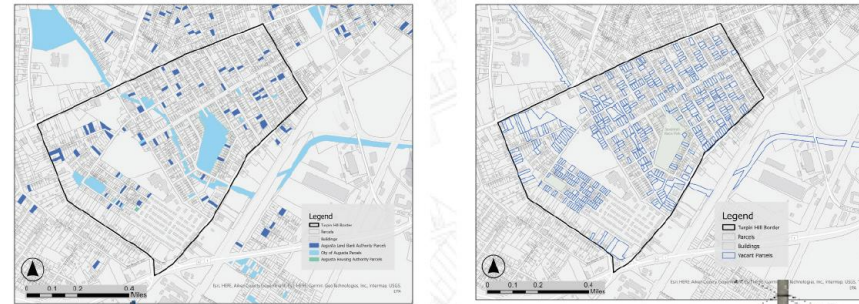 Legend
Turpin Hill Border
Parcels
Buildings
Augusta Land Bank Authority Parcels
City of Augusta Parcels
Augusta Housing Authority Parcels
0 0.1 0.2 0.4
Miles
Legend
Turpin Hill Border
Parcels
Buildings
Vacant Parcels
0 0.1 0.2 0.4
Miles